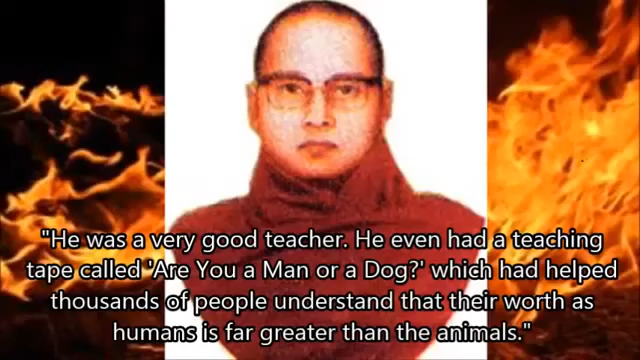 "He was a very good teacher. He even had a teaching
tape called 'Are You a Man or a Dog?' which had helped
thousands of people understand that their worth as
humans is far greater than the animals."